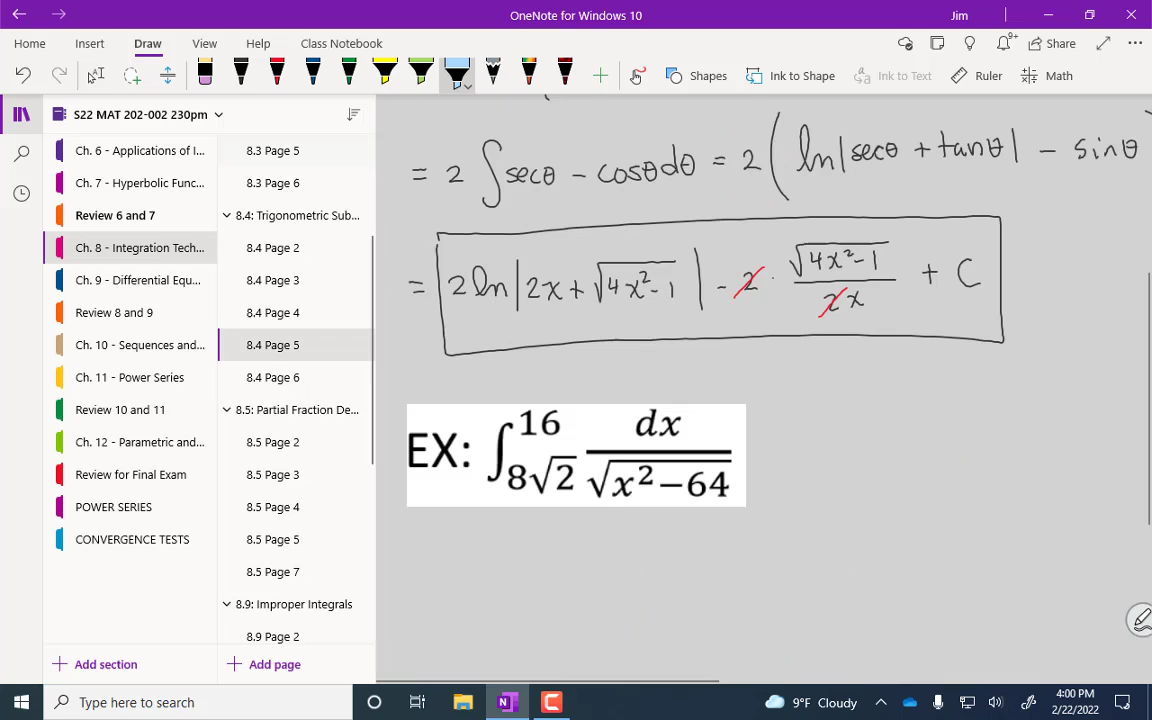 OneNote for Windows 10
Jim
Home Insert Draw View Help Class Notebook
Share
Shapes Ink to Shape Ink to Text Ruler Math
S22 MAT 202-002 230pm
Ch. 6 - Applications of I...
Ch. 7 - Hyperbolic Func...
Review 6 and 7
Ch. 8 - Integration Tech...
Ch. 9 - Differential Equ...
Review 8 and 9
Ch. 10 - Sequences and...
Ch. 11 - Power Series
Review 10 and 11
Ch. 12 - Parametric and...
Review for Final Exam
POWER SERIES
CONVERGENCE TESTS
Add section
8.3 Page 5
8.3 Page 6
8.4: Trigonometric Sub...
8.4 Page 2
8.4 Page 3
8.4 Page 4
8.4 Page 5
8.4 Page 6
8.5: Partial Fraction De...
8.5 Page 2
8.5 Page 3
8.5 Page 4
8.5 Page 5
8.5 Page 7
8.9: Improper Integrals
8.9 Page 2
Add page
= 2 ∫ secθ - cosθ dθ = 2 ( ln|secθ + tanθ| - sinθ
= 2 ln|2x + √(4x²-1)| - 2 · √(4x²-1) / 2x + C
EX: ∫_{8√2}^{16} dx / √(x²-64)
Type here to search
9°F Cloudy
4:00 PM
2/22/2022
9+